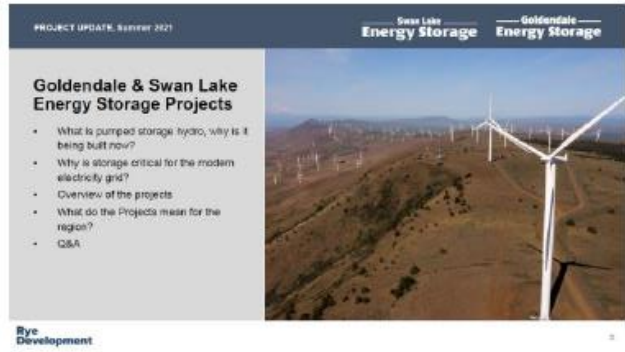 PROJECT UPDATE, Summer 2021
Swan Lake
Energy Storage
Goldendale
Energy Storage
Goldendale & Swan Lake
Energy Storage Projects
• What is pumped storage hydro, why is it
being built now?
• Why is storage critical for the modern
electricity grid?
• Overview of the projects
• What do the Projects mean for the
region?
• Q&A
Rye
Development